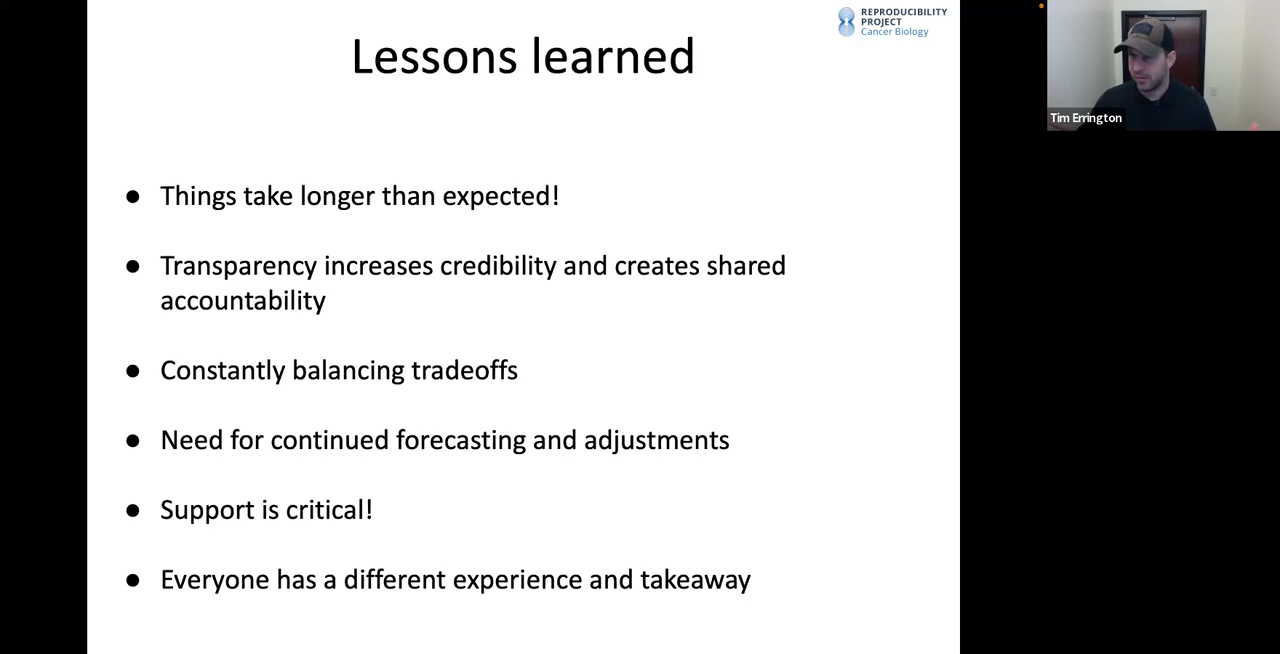 REPRODUCIBILITY
PROJECT
Cancer Biology
Lessons learned
Tim Errington
● Things take longer than expected!
● Transparency increases credibility and creates shared
accountability
● Constantly balancing tradeoffs
● Need for continued forecasting and adjustments
● Support is critical!
● Everyone has a different experience and takeaway